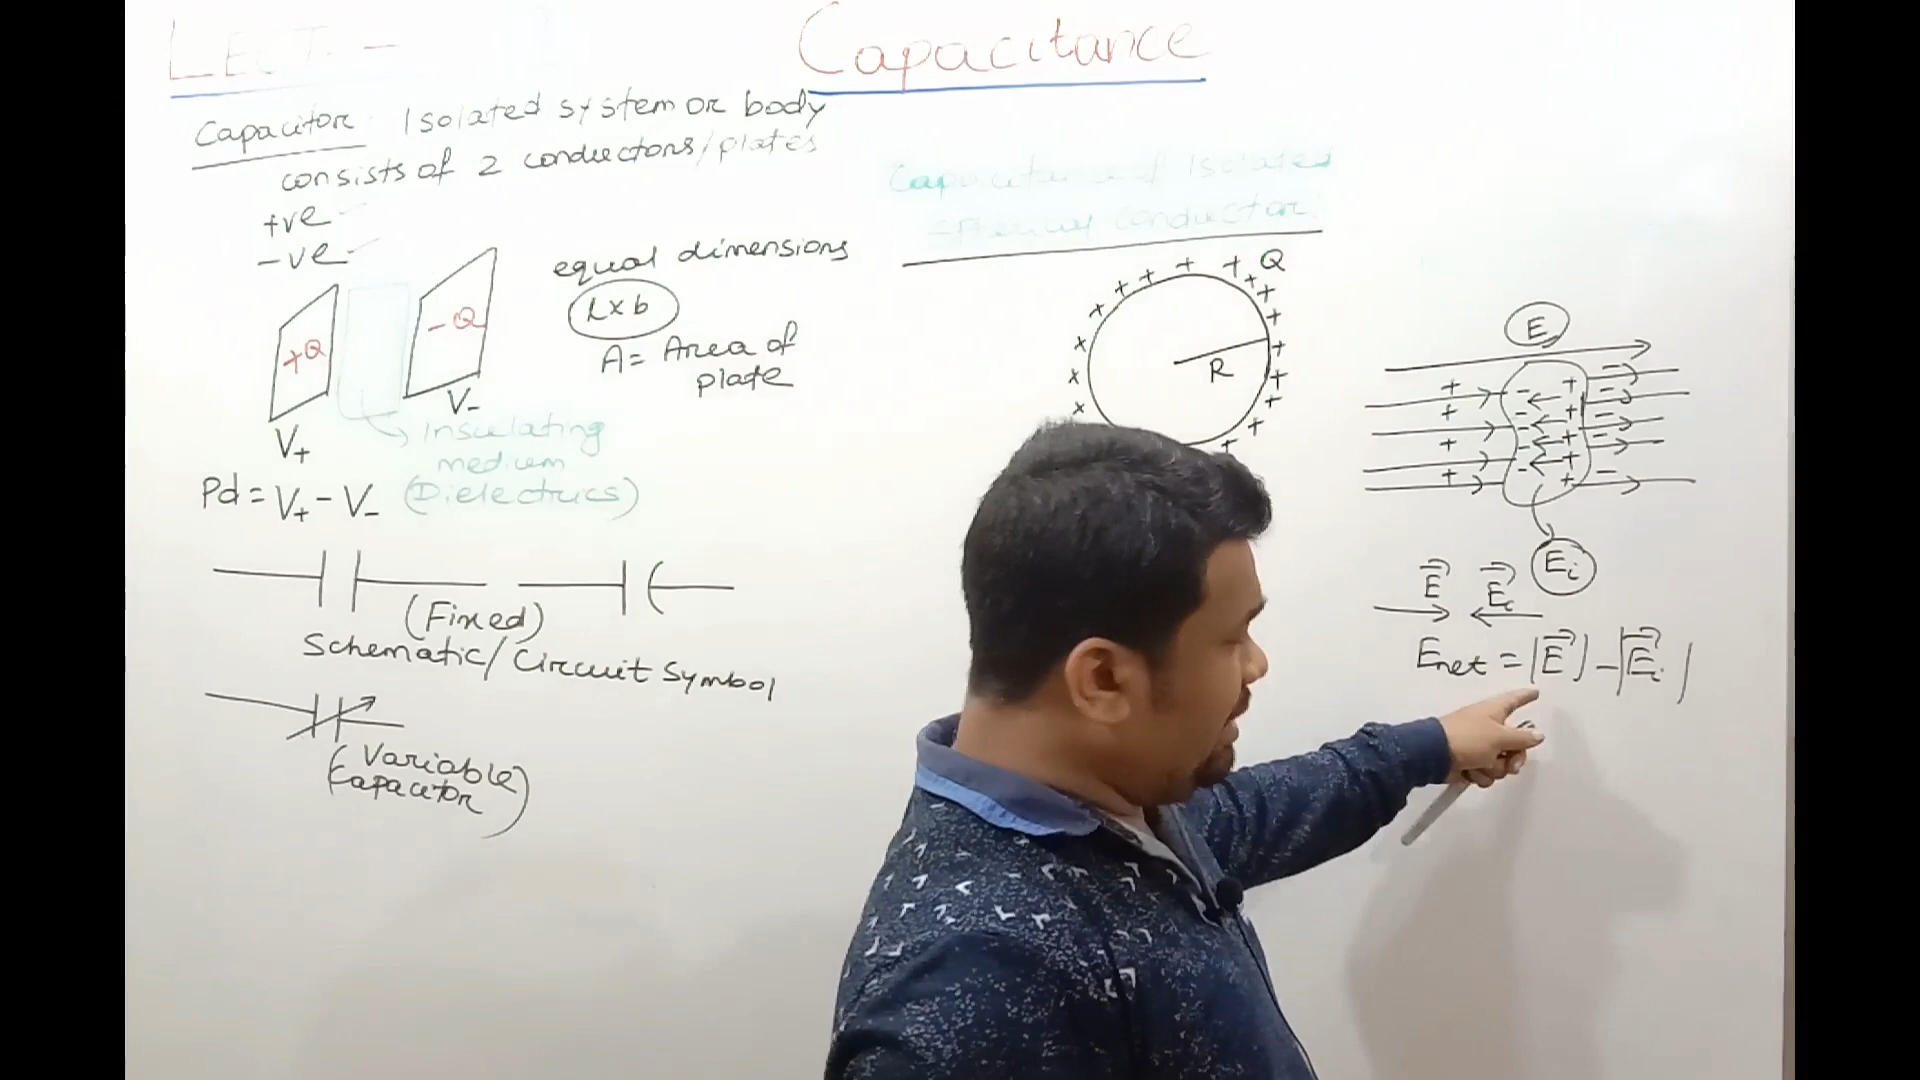 LECT -
Capacitance
Capacitor: Isolated system or body
consists of 2 conductors/plates
+ve
-ve
+Q
-Q
V+
V-
equal dimensions
L×b
A = Area of
plate
Insulating
medium
(Dielectrics)
Pd = V+ - V-
(Fixed)
Schematic/Circuit Symbol
(Variable
Capacitor)
Capacitance of Isolated
conductor
Q
R
E
Ei
E Ei
Enet = |E| - |Ei|